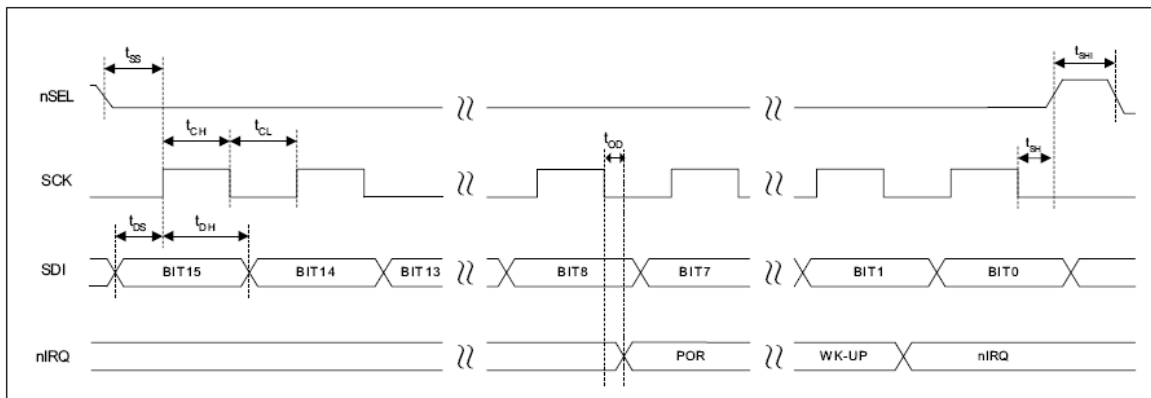 tSS
tSHI
nSEL
tCH
tCL
tOD
tSH
SCK
tDS
tDH
SDI
BIT15
BIT14
BIT13
BIT8
BIT7
BIT1
BIT0
nIRQ
POR
WK-UP
nIRQ